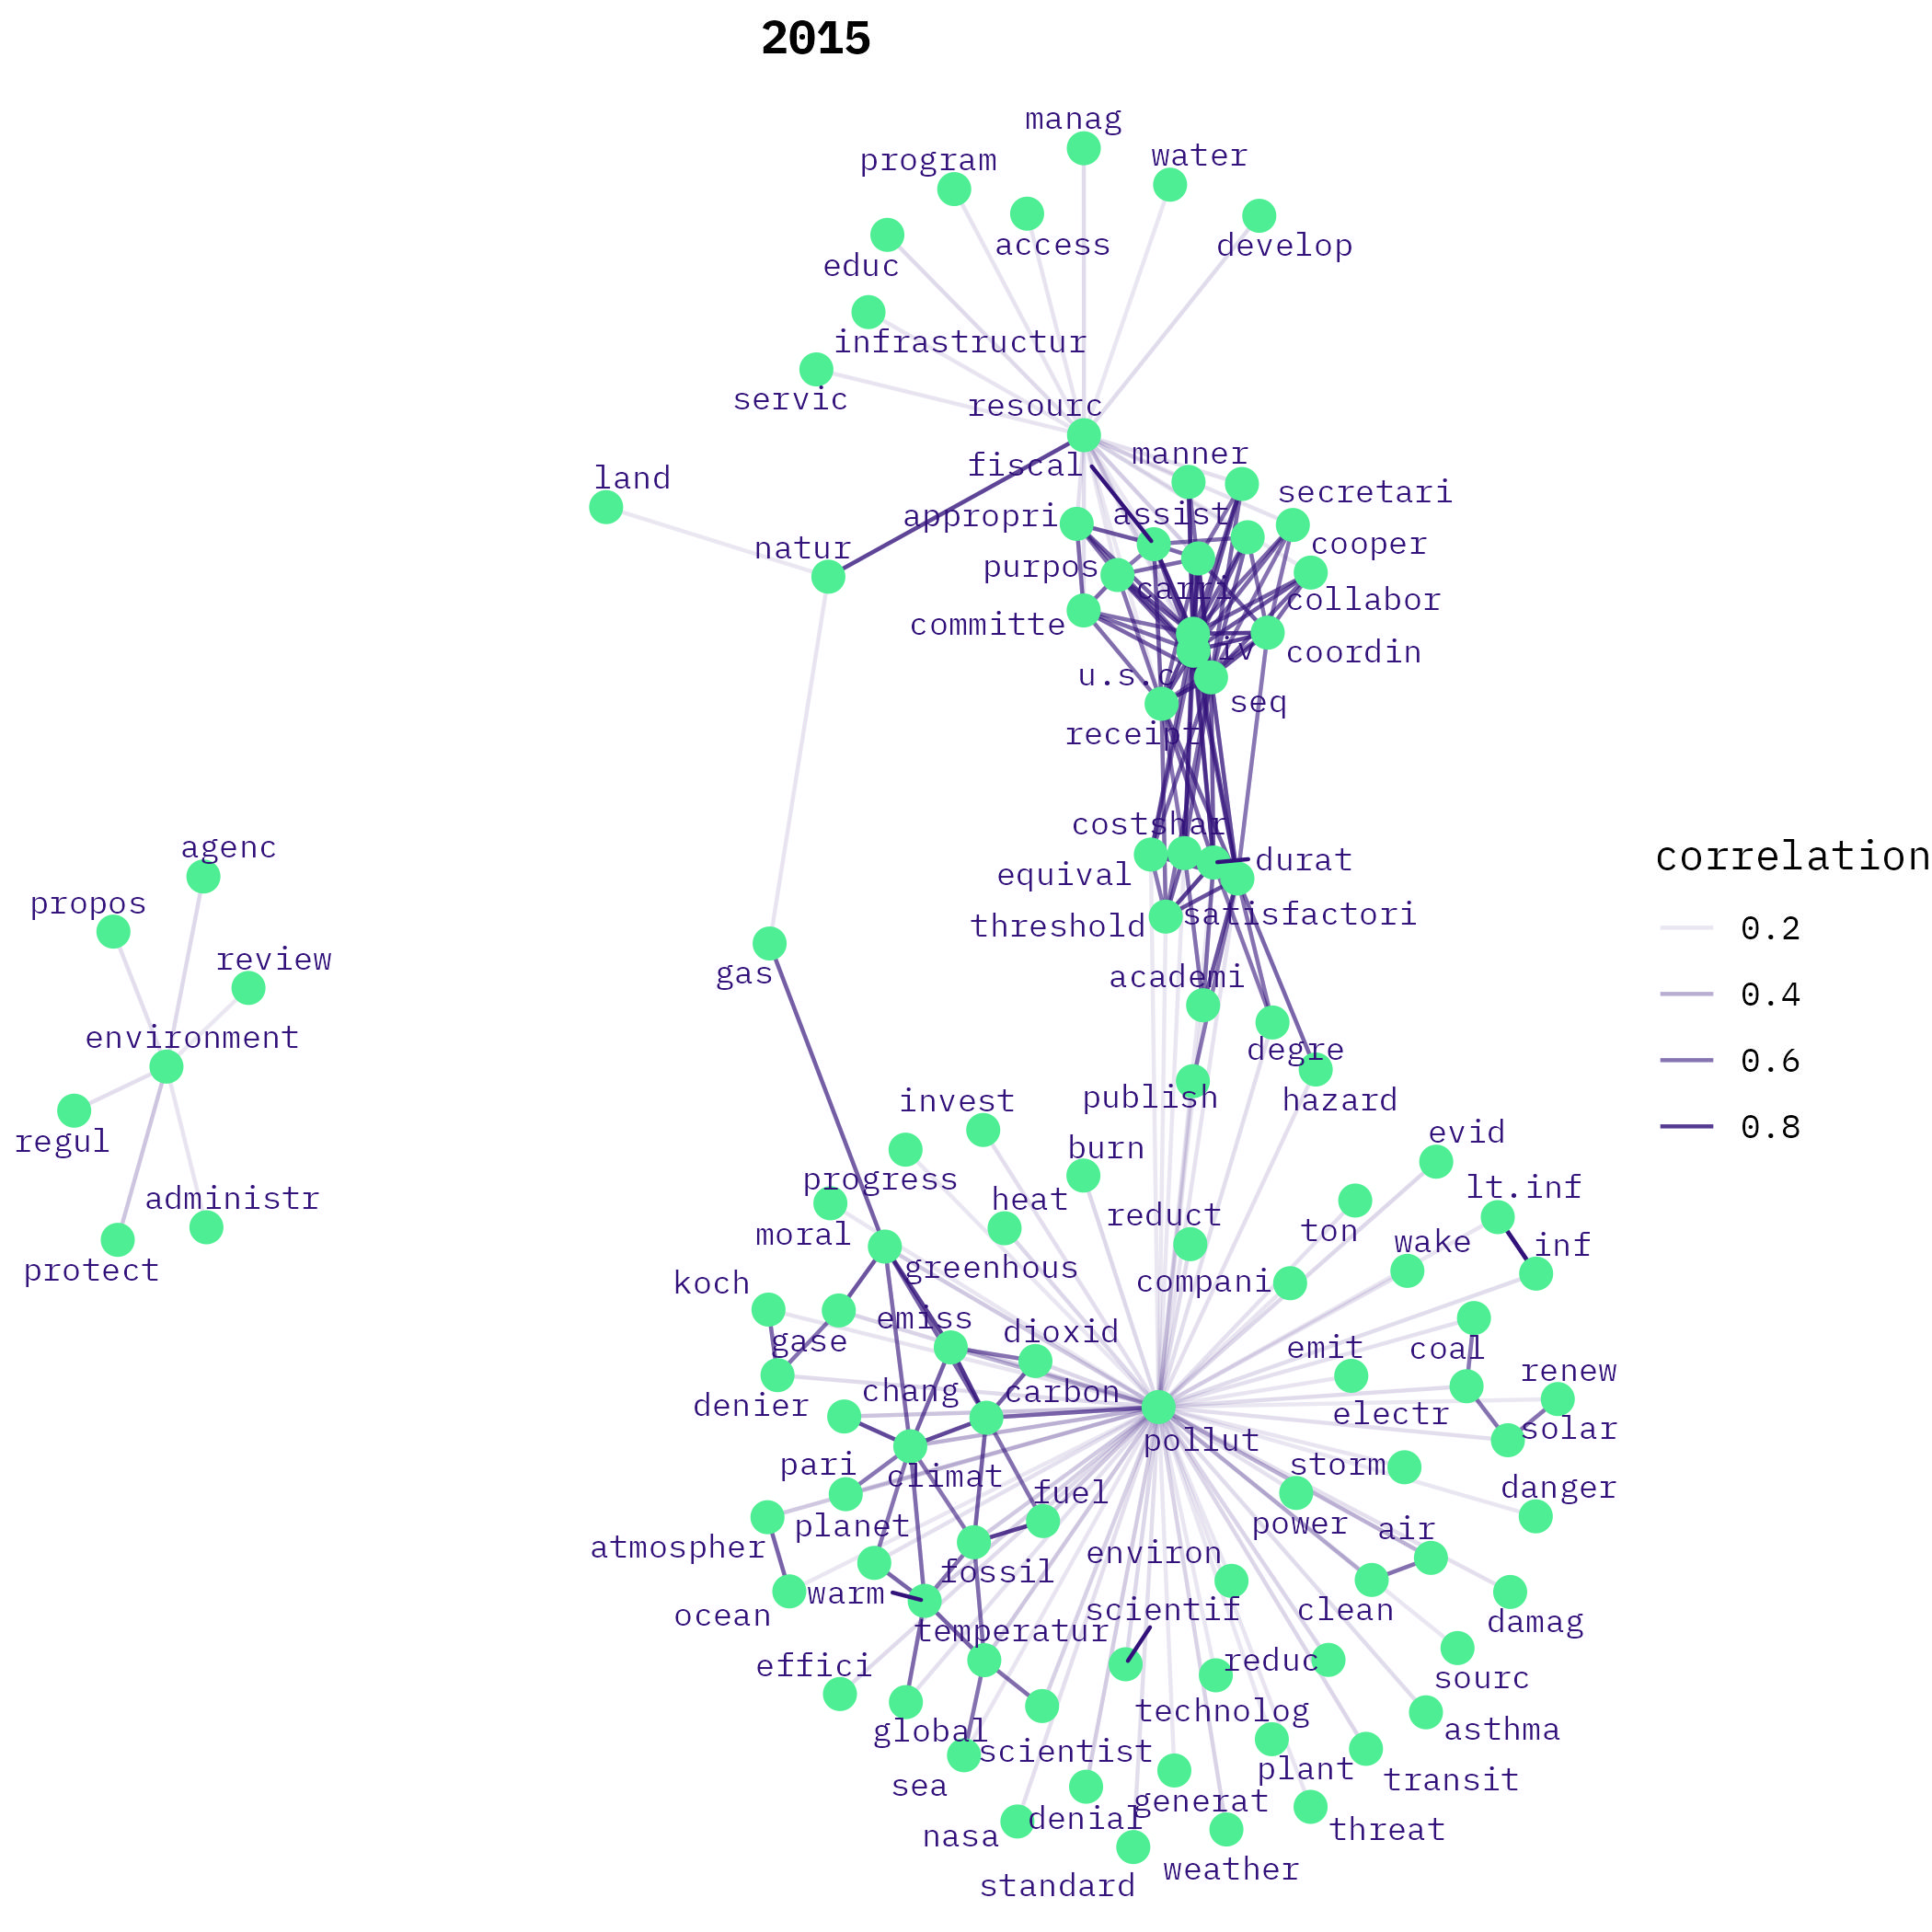 2015
manag
water
program
access
develop
educ
infrastructur
servic
resourc
manner
fiscal
land
secretari
appropri
assist
cooper
natur
purpos
carri
collabor
committe
iv
coordin
u.s.c
seq
receipt
costshar
agenc
correlation
durat
equival
propos
satisfactori
threshold
0.2
review
gas
academi
0.4
environment
degre
0.6
publish
hazard
invest
0.8
evid
regul
burn
progress
lt.inf
administr
heat
reduct
moral
ton
wake
inf
protect
greenhous
koch
compani
emiss
dioxid
gase
emit
coal
renew
chang
carbon
denier
electr
solar
pollut
pari
climat
storm
danger
fuel
planet
power
air
atmospher
environ
fossil
warm
ocean
scientif
clean
damag
temperatur
effici
reduc
sourc
technolog
global
asthma
scientist
plant
sea
transit
generat
denial
nasa
threat
weather
standard